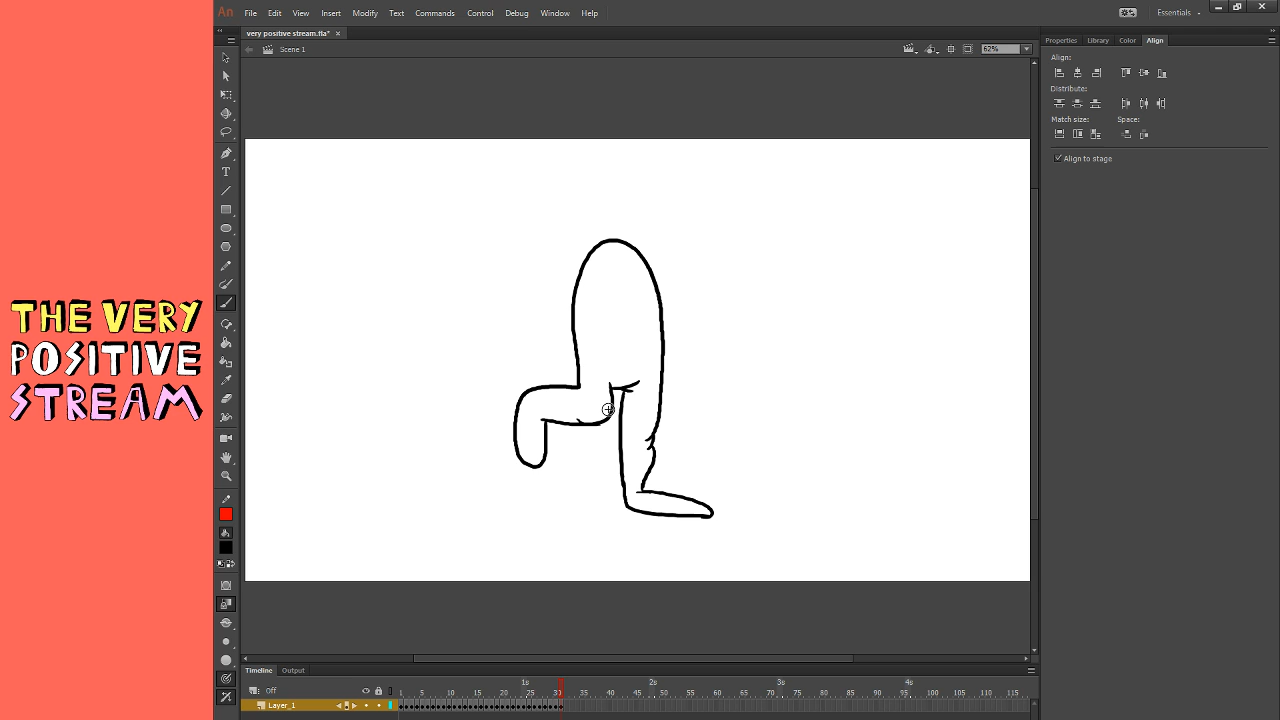 An File Edit View Insert Modify Text Commands Control Debug Window Help Essentials
very positive stream.fla* ×
Scene 1 62%
Properties Library Color Align
Align:
Distribute:
Match size: Space:
Align to stage
THE VERY
POSITIVE
STREAM
Timeline Output
1s 2s 3s 4s
Off 1 5 10 15 20 25 30 35 40 45 50 55 60 65 70 75 80 85 90 95 100 105 110 115
Layer_1